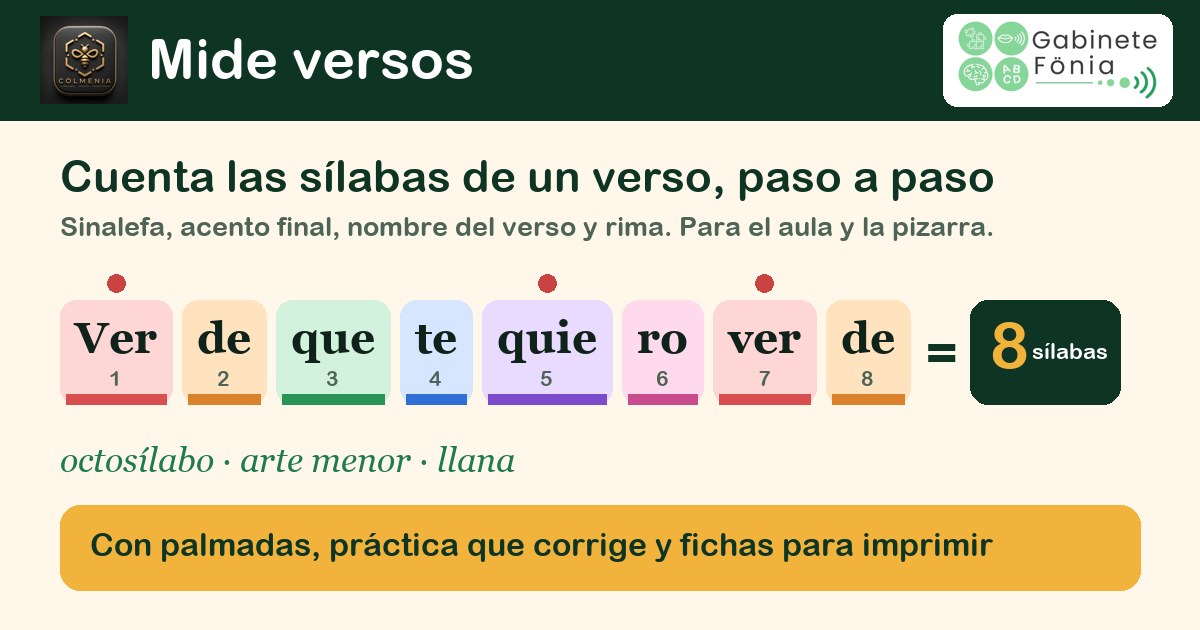 COLMENIA
Mide versos
Gabinete
Fönia
AB
CD
Cuenta las sílabas de un verso, paso a paso
Sinalefa, acento final, nombre del verso y rima. Para el aula y la pizarra.
Ver de que te quie ro ver de = 8 sílabas
1 2 3 4 5 6 7 8
octosílabo · arte menor · llana
Con palmadas, práctica que corrige y fichas para imprimir